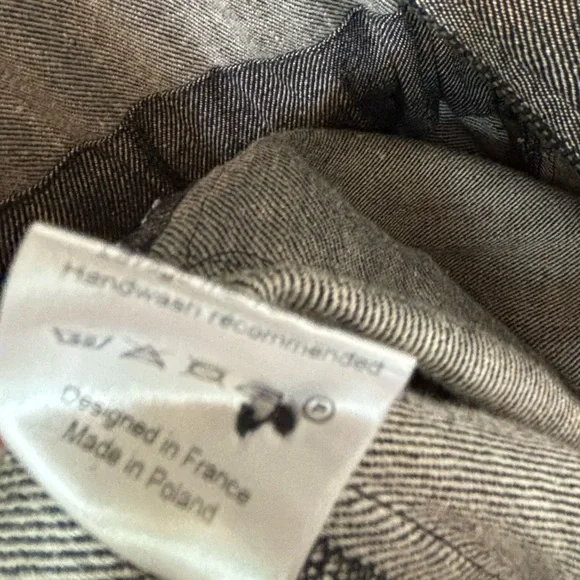 Handwash recommended
Designed in France
Made in Poland